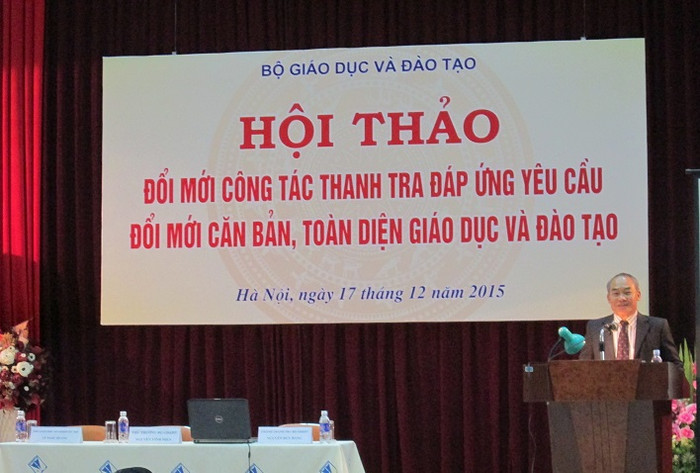 BỘ GIÁO DỤC VÀ ĐÀO TẠO
HỘI THẢO
ĐỔI MỚI CÔNG TÁC THANH TRA ĐÁP ỨNG YÊU CẦU
ĐỔI MỚI CĂN BẢN, TOÀN DIỆN GIÁO DỤC VÀ ĐÀO TẠO
Hà Nội, ngày 17 tháng 12 năm 2015